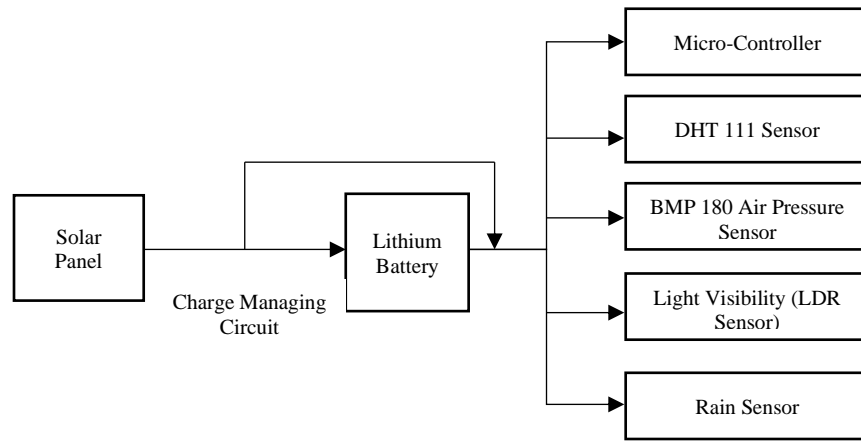 Micro-Controller
DHT 111 Sensor
BMP 180 Air Pressure
Sensor
Solar
Panel
Lithium
Battery
Charge Managing
Circuit
Light Visibility (LDR
Sensor)
Rain Sensor